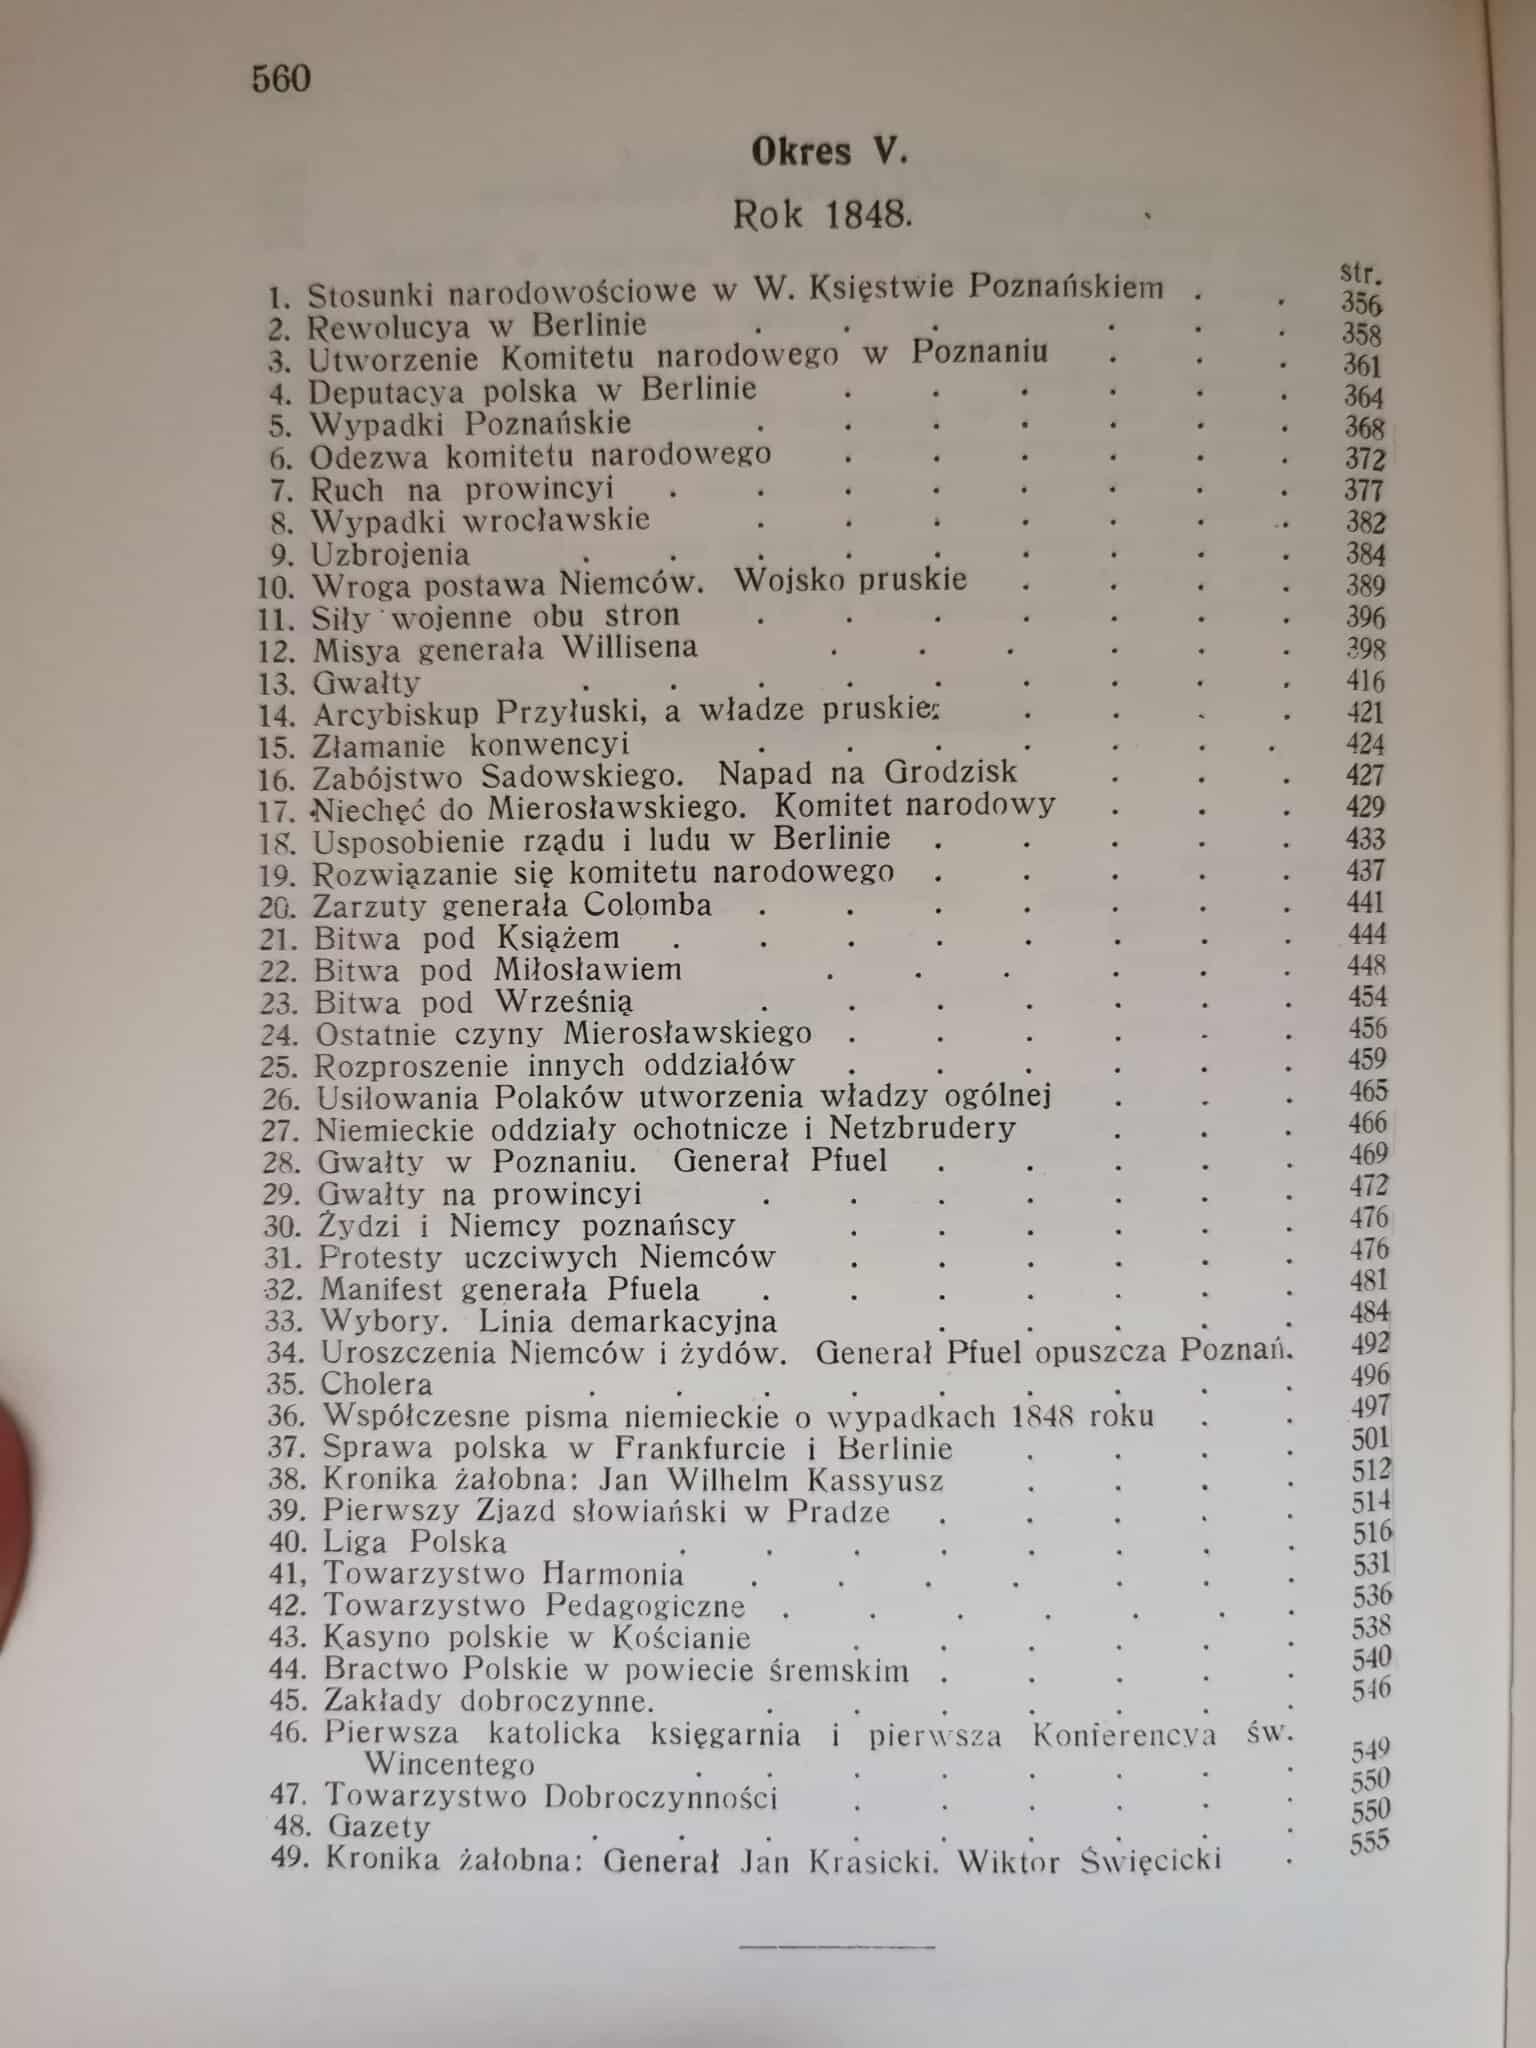 560
Okres V.
Rok 1848.
str.
1. Stosunki narodowościowe w W. Księstwie Poznańskiem . . 356
2. Rewolucya w Berlinie . . . . . . 358
3. Utworzenie Komitetu narodowego w Poznaniu . . . 361
4. Deputacya polska w Berlinie . . . . . . 364
5. Wypadki Poznańskie . . . . . . . 368
6. Odezwa komitetu narodowego . . . . . . 372
7. Ruch na prowincyi . . . . . . . . 377
8. Wypadki wrocławskie . . . . . . . 382
9. Uzbrojenia . . . . . . . . . 384
10. Wroga postawa Niemców. Wojsko pruskie . . . . 389
11. Siły wojenne obu stron . . . . . . . 396
12. Misya generała Willisena . . . . . . 398
13. Gwałty . . . . . . . . . 416
14. Arcybiskup Przyłuski, a władze pruskie . . . . 421
15. Złamanie konwencyi . . . . . . . 424
16. Zabójstwo Sadowskiego. Napad na Grodzisk . . . 427
17. Niechęć do Mierosławskiego. Komitet narodowy . . . 429
18. Usposobienie rządu i ludu w Berlinie . . . . . 433
19. Rozwiązanie się komitetu narodowego . . . . . 437
20. Zarzuty generała Colomba . . . . . . . 441
21. Bitwa pod Książem . . . . . . . . 444
22. Bitwa pod Miłosławiem . . . . . . 448
23. Bitwa pod Wrześnią . . . . . . . 454
24. Ostatnie czyny Mierosławskiego . . . . . . 456
25. Rozproszenie innych oddziałów . . . . . . 459
26. Usiłowania Polaków utworzenia władzy ogólnej . . . 465
27. Niemieckie oddziały ochotnicze i Netzbrudery . . . 466
28. Gwałty w Poznaniu. Generał Pfuel . . . . . 469
29. Gwałty na prowincyi . . . . . . . 472
30. Żydzi i Niemcy poznańscy . . . . . . 476
31. Protesty uczciwych Niemców . . . . . . 476
32. Manifest generała Pfuela . . . . . . . 481
33. Wybory. Linia demarkacyjna . . . . . 484
34. Uroszczenia Niemców i żydów. Generał Pfuel opuszcza Poznań. 492
35. Cholera . . . . . . . . . 496
36. Współczesne pisma niemieckie o wypadkach 1848 roku . . 497
37. Sprawa polska w Frankfurcie i Berlinie . . . . 501
38. Kronika żałobna: Jan Wilhelm Kassyusz . . . . 512
39. Pierwszy Zjazd słowiański w Pradze . . . . . 514
40. Liga Polska . . . . . . . . 516
41, Towarzystwo Harmonia . . . . . . . 531
42. Towarzystwo Pedagogiczne . . . . . . . 536
43. Kasyno polskie w Kościanie . . . . . . 538
44. Bractwo Polskie w powiecie śremskim . . . . . 540
45. Zakłady dobroczynne. . . . . . . . 546
46. Pierwsza katolicka księgarnia i pierwsza Konferencya św.
Wincentego . . . . . . . . 549
47. Towarzystwo Dobroczynności . . . . . . 550
48. Gazety . . . . . . . . . 550
49. Kronika żałobna: Generał Jan Krasicki. Wiktor Święcicki . 555